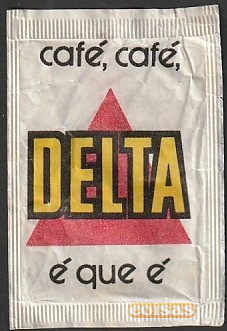 café, café,
DELTA
é que é
coisas